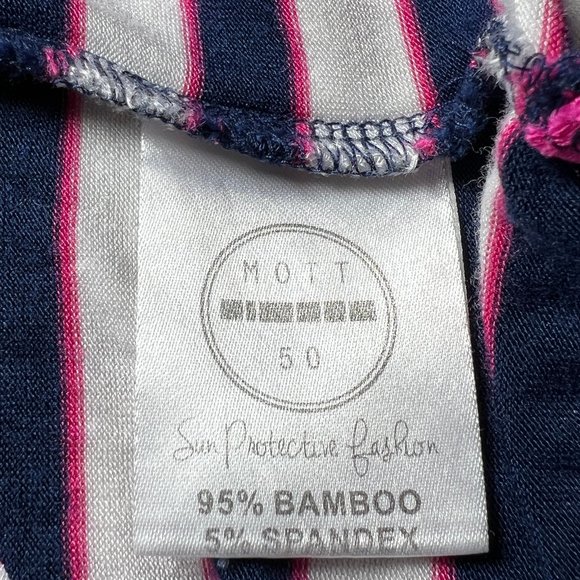 MOTT
50
Sun Protective fashion
95% BAMBOO
5% SPANDEX